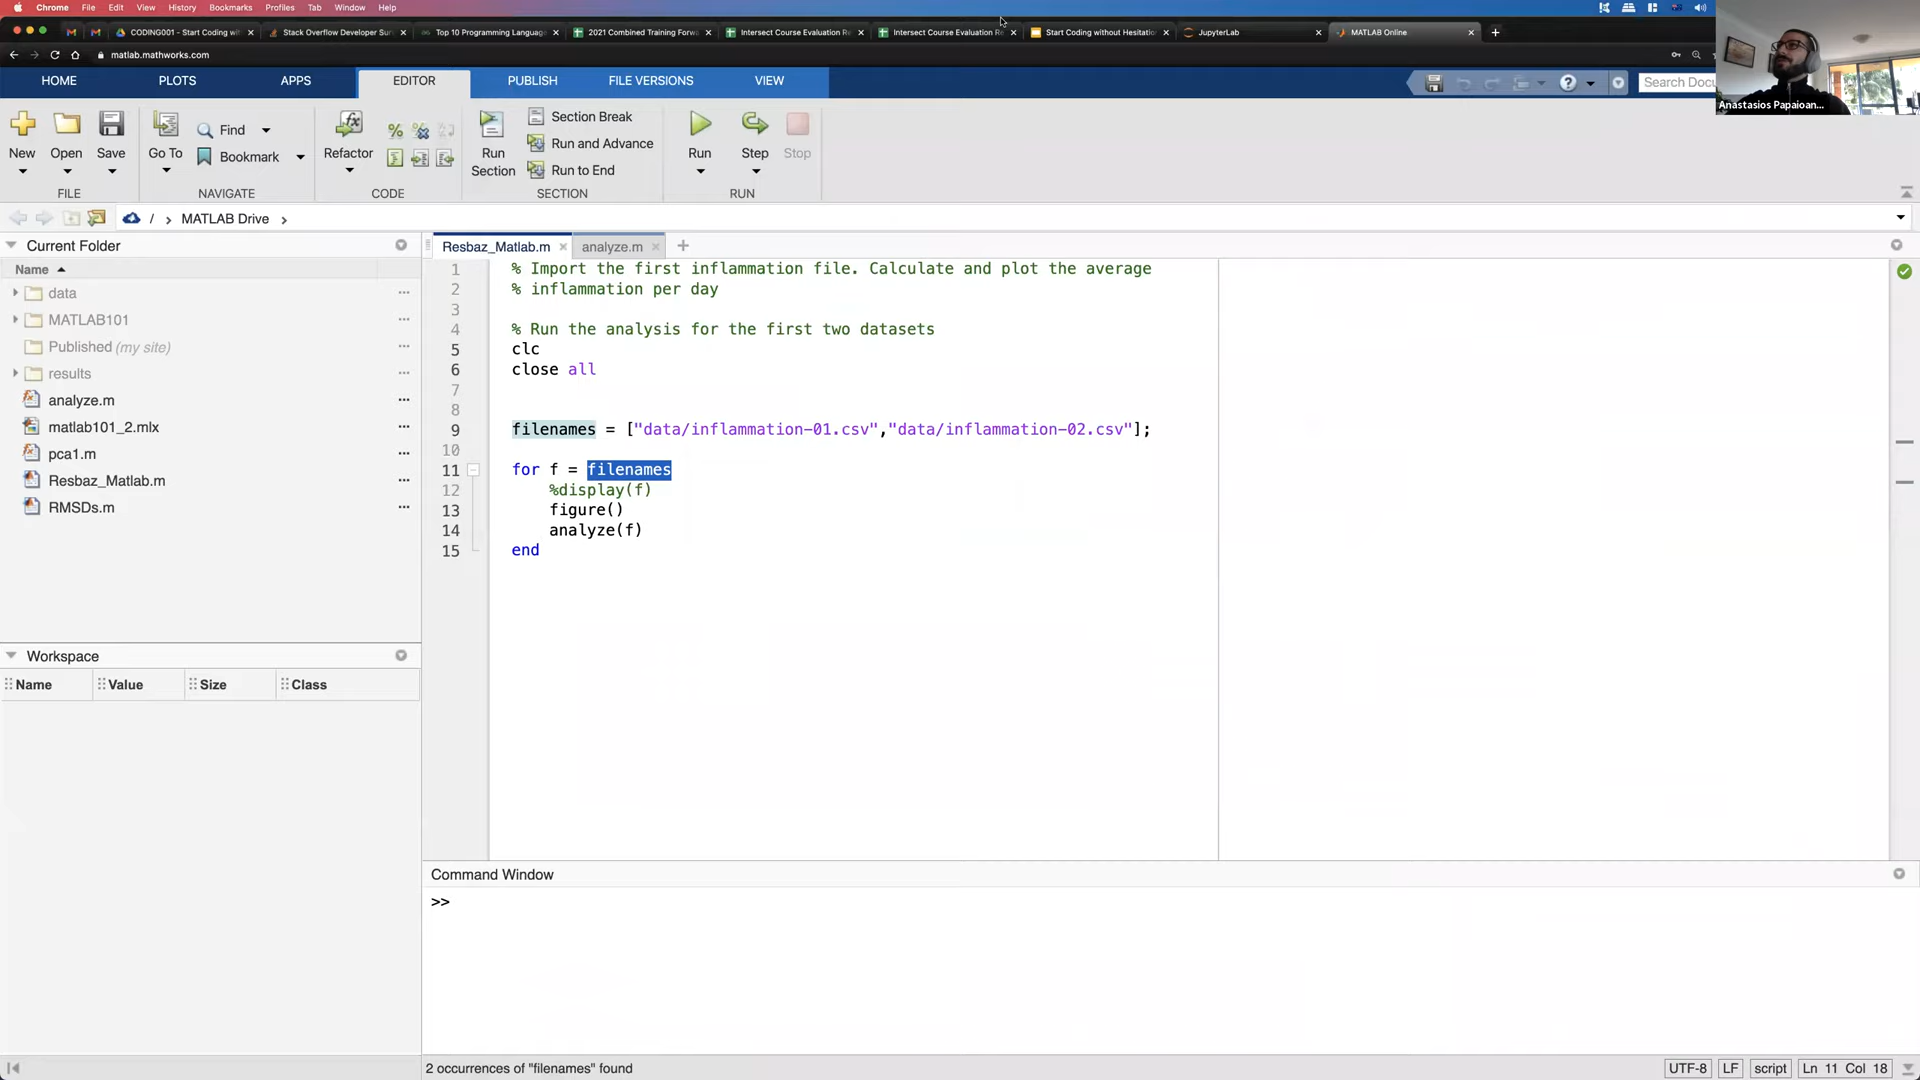 Chrome File Edit View History Bookmarks Profiles Tab Window Help
CODING001 - Start Coding wi
Stack Overflow Developer Sur
Top 10 Programming Languag
2021 Combined Training Forw
Intersect Course Evaluation Re
Intersect Course Evaluation Re
Start Coding without Hesitatio
JupyterLab
MATLAB Online
matlab.mathworks.com
Anastasios Papaioan...
HOME PLOTS APPS EDITOR PUBLISH FILE VERSIONS VIEW
Search Docu
New Open Save
FILE
Go To Find Bookmark
NAVIGATE
Refactor
CODE
Run Section
Section Break
Run and Advance
Run to End
SECTION
Run Step Stop
RUN
/ > MATLAB Drive >
Current Folder
Name
data
MATLAB101
Published (my site)
results
analyze.m
matlab101_2.mlx
pca1.m
Resbaz_Matlab.m
RMSDs.m
Workspace
Name Value Size Class
Resbaz_Matlab.m analyze.m
1 % Import the first inflammation file. Calculate and plot the average
2 % inflammation per day
3
4 % Run the analysis for the first two datasets
5 clc
6 close all
7
8
9 filenames = ["data/inflammation-01.csv","data/inflammation-02.csv"];
10
11 for f = filenames
12 %display(f)
13 figure()
14 analyze(f)
15 end
Command Window
>>
2 occurrences of "filenames" found
UTF-8 LF script Ln 11 Col 18